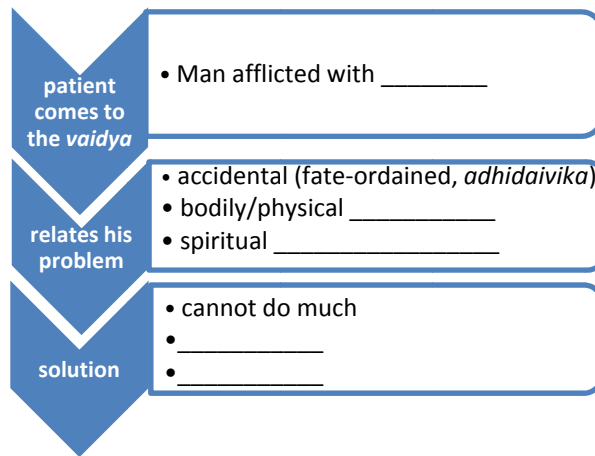 patient
comes to
the vaidya
• Man afflicted with ________
relates his
problem
• accidental (fate-ordained, adhidaivika)
• bodily/physical ___________
• spiritual _________________
solution
• cannot do much
•___________
•___________